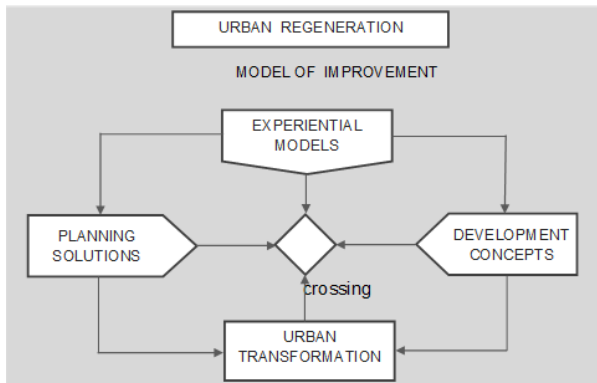 URBAN REGENERATION
MODEL OF IMPROVEMENT
EXPERIENTIAL
MODELS
PLANNING
SOLUTIONS
DEVELOPMENT
CONCEPTS
crossing
URBAN
TRANSFORMATION